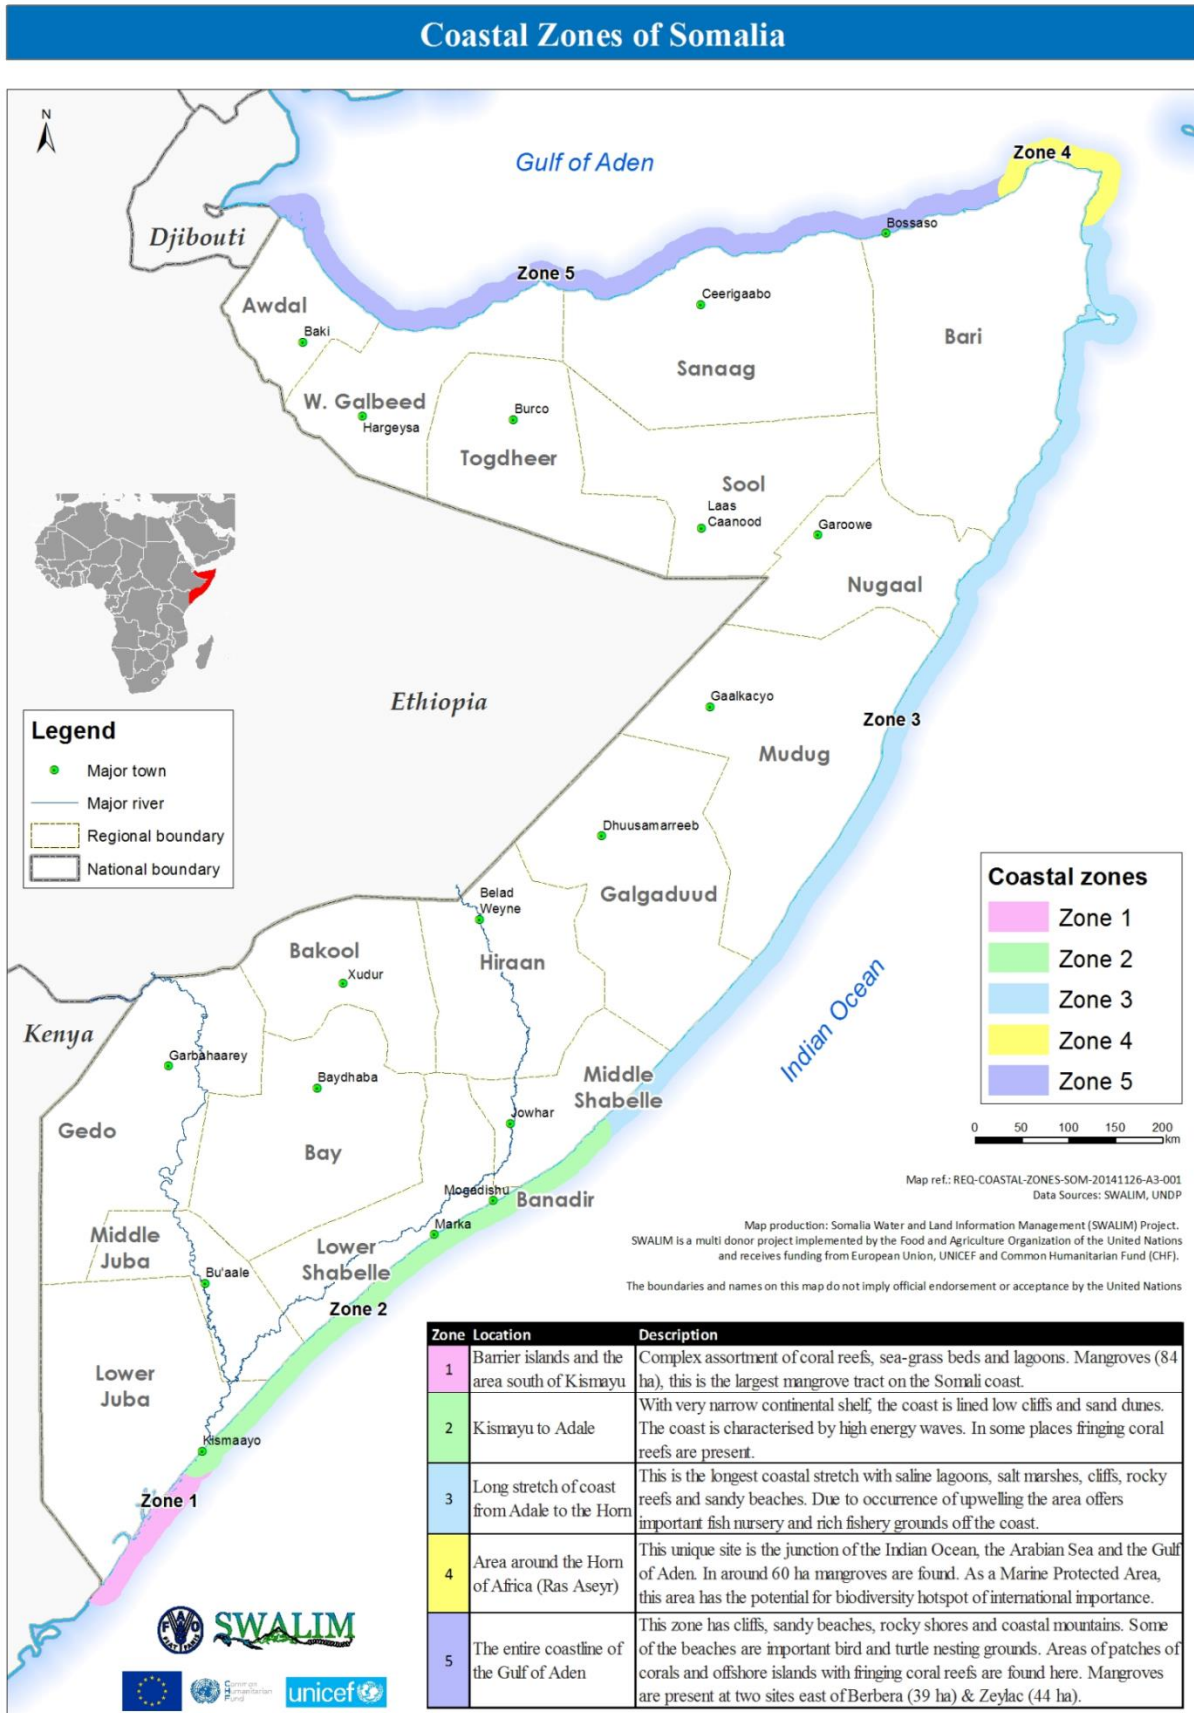 Coastal Zones of Somalia
N
Gulf of Aden
Zone 4
Djibouti
Bossaso
Zone 5
Awdal
Ceerigaabo
Baki
Bari
Sanaag
W. Galbeed
Hargeysa
Burco
Togdheer
Sool
Laas
Caanood
Garoowe
Nugaal
Ethiopia
Gaalkacyo
Zone 3
Mudug
Legend
Major town
Major river
Regional boundary
National boundary
Dhuusamarreeb
Galgaduud
Belad
Weyne
Hiraan
Bakool
Xudur
Indian Ocean
Coastal zones
Zone 1
Zone 2
Zone 3
Zone 4
Zone 5
Kenya
Garbahaarey
Baydhaba
Middle
Shabelle
Jowhar
Gedo
Bay
0 50 100 150 200
km
Mogadishu
Banadir
Marka
Middle
Juba
Lower
Shabelle
Bu'aale
Zone 2
Lower
Juba
Kismaayo
Zone 1
Map ref.: REQ-COASTAL-ZONES-SOM-20141126-A3-001
Data Sources: SWALIM, UNDP
Map production: Somalia Water and Land Information Management (SWALIM) Project.
SWALIM is a multi donor project implemented by the Food and Agriculture Organization of the United Nations
and receives funding from European Union, UNICEF and Common Humanitarian Fund (CHF).
The boundaries and names on this map do not imply official endorsement or acceptance by the United Nations
Zone Location Description
1 Barrier islands and the area south of Kismayu
Complex assortment of coral reefs, sea-grass beds and lagoons. Mangroves (84
ha), this is the largest mangrove tract on the Somali coast.
2 Kismayu to Adale
With very narrow continental shelf, the coast is lined low cliffs and sand dunes.
The coast is characterised by high energy waves. In some places fringing coral
reefs are present.
3 Long stretch of coast from Adale to the Horn
This is the longest coastal stretch with saline lagoons, salt marshes, cliffs, rocky
reefs and sandy beaches. Due to occurrence of upwelling the area offers
important fish nursery and rich fishery grounds off the coast.
4 Area around the Horn of Africa (Ras Aseyr)
This unique site is the junction of the Indian Ocean, the Arabian Sea and the Gulf
of Aden. In around 60 ha mangroves are found. As a Marine Protected Area,
this area has the potential for biodiversity hotspot of international importance.
5 The entire coastline of the Gulf of Aden
This zone has cliffs, sandy beaches, rocky shores and coastal mountains. Some
of the beaches are important bird and turtle nesting grounds. Areas of patches of
corals and offshore islands with fringing coral reefs are found here. Mangroves
are present at two sites east of Berbera (39 ha) & Zeylac (44 ha).
FAO
FIAT PANIS
SWALIM
Common
Humanitarian
Fund
unicef